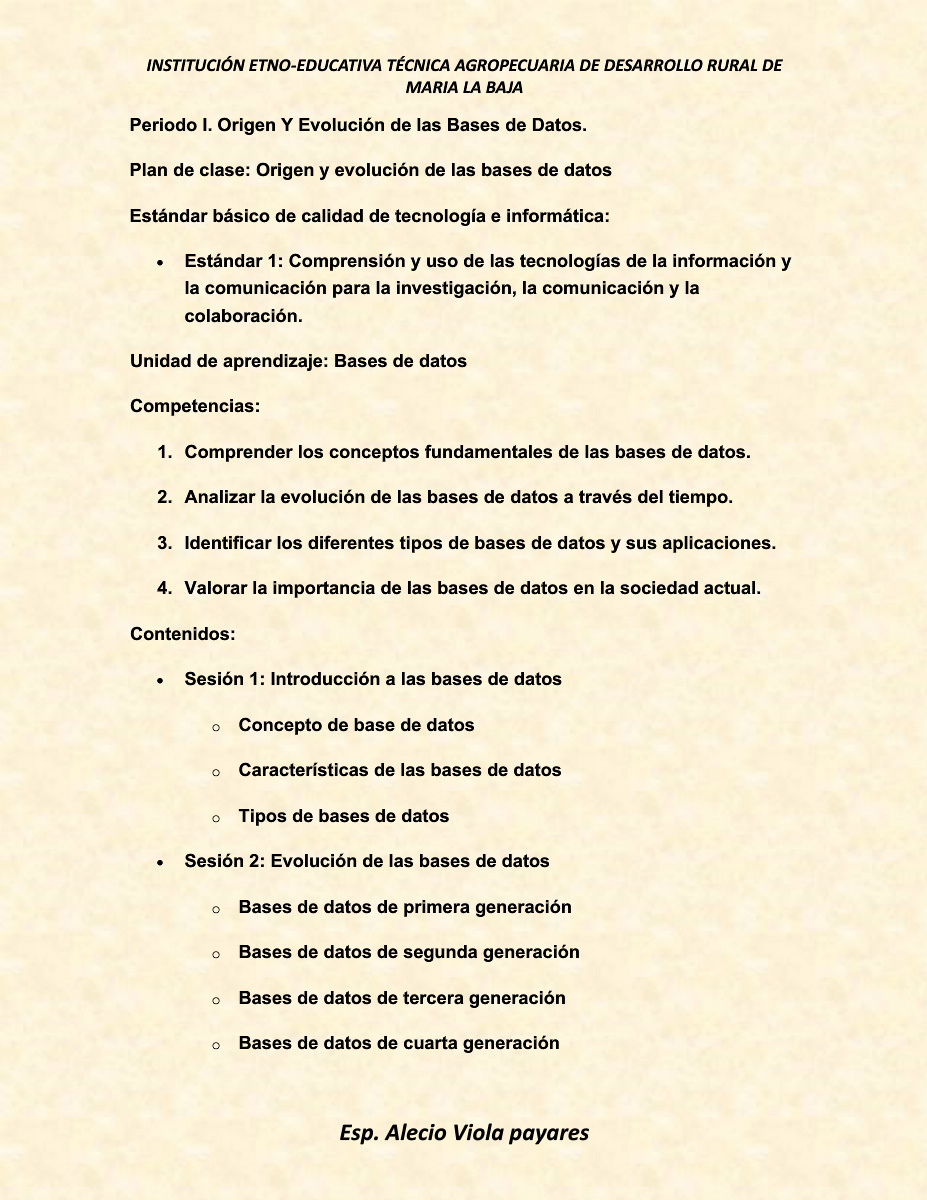 INSTITUCIÓN ETNO-EDUCATIVA TÉCNICA AGROPECUARIA DE DESARROLLO RURAL DE
MARIA LA BAJA
Periodo I. Origen Y Evolución de las Bases de Datos.
Plan de clase: Origen y evolución de las bases de datos
Estándar básico de calidad de tecnología e informática:
• Estándar 1: Comprensión y uso de las tecnologías de la información y
la comunicación para la investigación, la comunicación y la
colaboración.
Unidad de aprendizaje: Bases de datos
Competencias:
1. Comprender los conceptos fundamentales de las bases de datos.
2. Analizar la evolución de las bases de datos a través del tiempo.
3. Identificar los diferentes tipos de bases de datos y sus aplicaciones.
4. Valorar la importancia de las bases de datos en la sociedad actual.
Contenidos:
• Sesión 1: Introducción a las bases de datos
○ Concepto de base de datos
○ Características de las bases de datos
○ Tipos de bases de datos
• Sesión 2: Evolución de las bases de datos
○ Bases de datos de primera generación
○ Bases de datos de segunda generación
○ Bases de datos de tercera generación
○ Bases de datos de cuarta generación
Esp. Alecio Viola payares